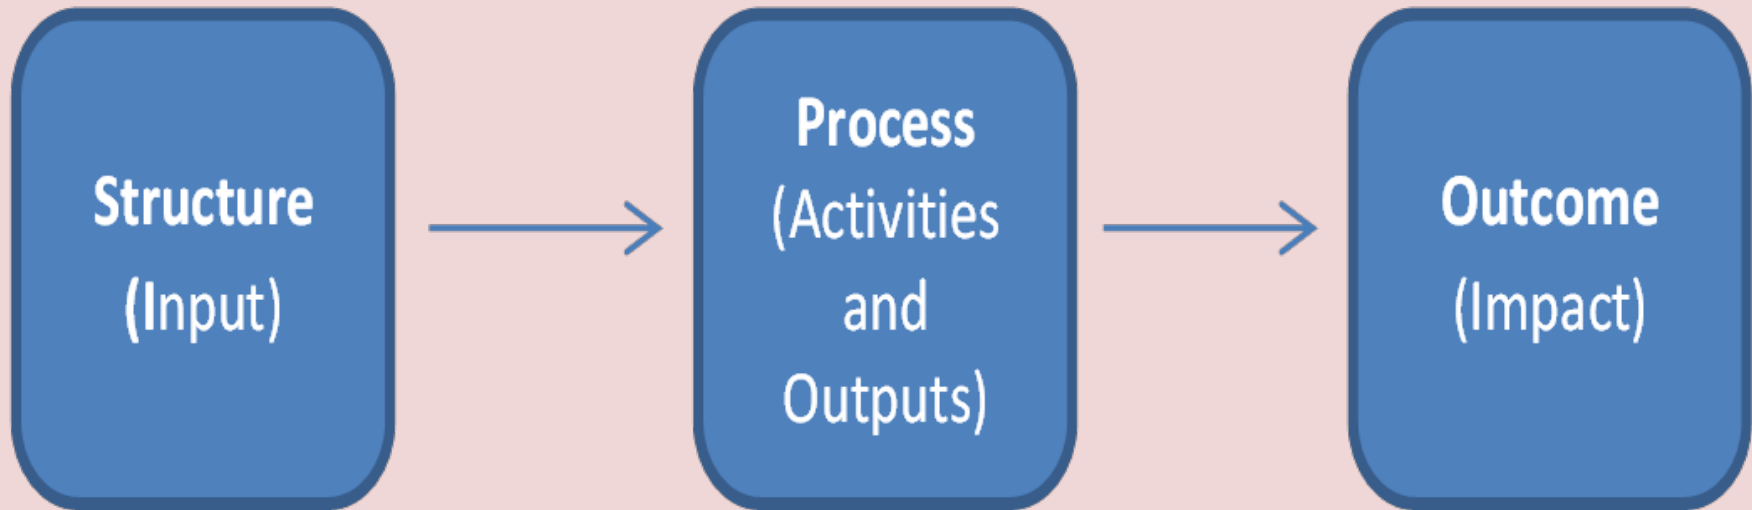 Structure
(Input)
Process
(Activities
and
Outputs)
Outcome
(Impact)